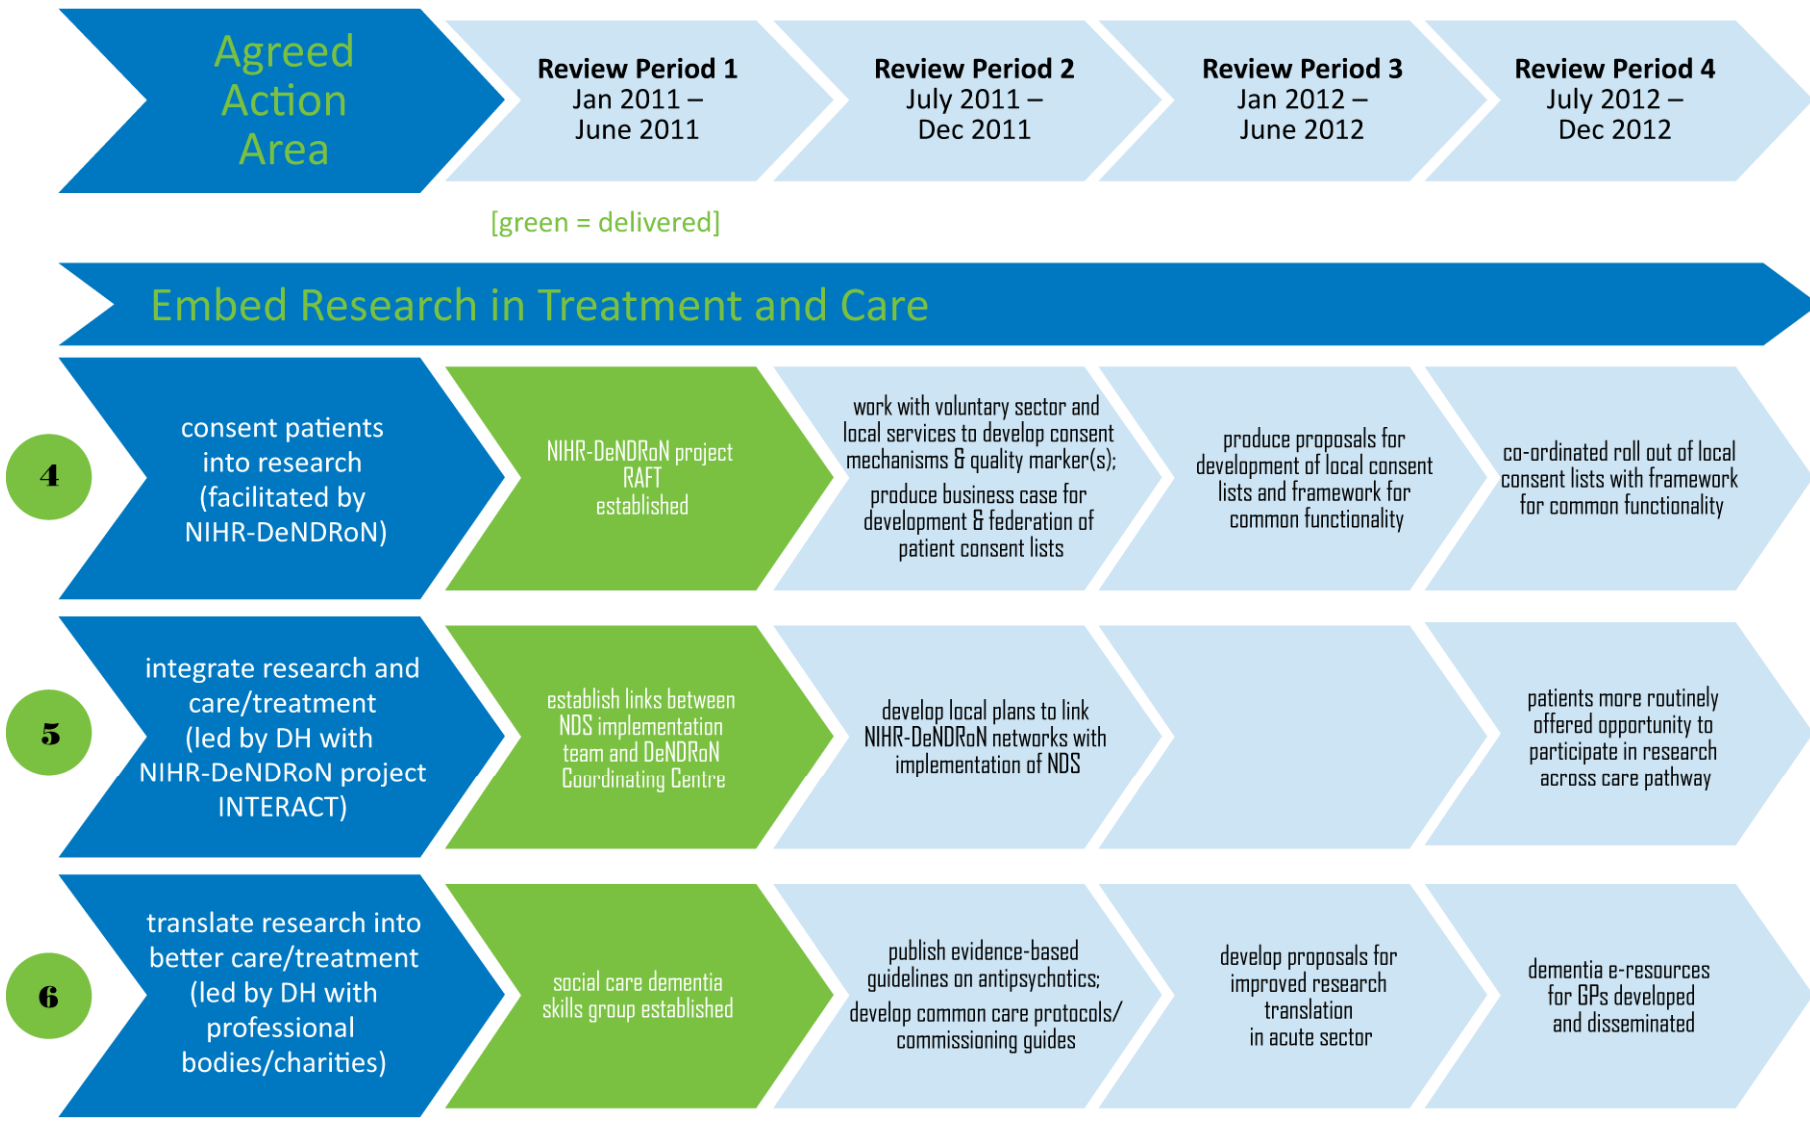 Agreed
Action
Area
Review Period 1
Jan 2011 –
June 2011
Review Period 2
July 2011 –
Dec 2011
Review Period 3
Jan 2012 –
June 2012
Review Period 4
July 2012 –
Dec 2012
[green = delivered]
Embed Research in Treatment and Care
4
consent patients
into research
(facilitated by
NIHR-DeNDRoN)
NIHR-DeNDRoN project
RAFT
established
work with voluntary sector and
local services to develop consent
mechanisms & quality marker(s);
produce business case for
development & federation of
patient consent lists
produce proposals for
development of local consent
lists and framework for
common functionality
co-ordinated roll out of local
consent lists with framework
for common functionality
5
integrate research and
care/treatment
(led by DH with
NIHR-DeNDRoN project
INTERACT)
establish links between
NDS implementation
team and DeNDRoN
Coordinating Centre
develop local plans to link
NIHR-DeNDRoN networks with
implementation of NDS
patients more routinely
offered opportunity to
participate in research
across care pathway
6
translate research into
better care/treatment
(led by DH with
professional
bodies/charities)
social care dementia
skills group established
publish evidence-based
guidelines on antipsychotics;
develop common care protocols/
commissioning guides
develop proposals for
improved research
translation
in acute sector
dementia e-resources
for GPs developed
and disseminated